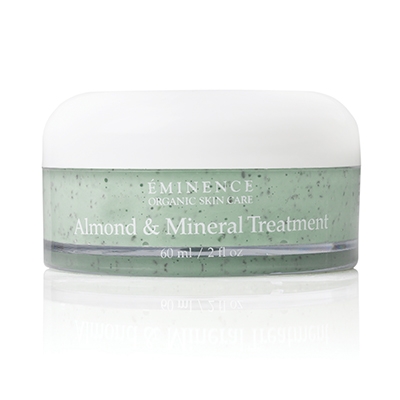 ÉMINENCE
ORGANIC SKIN CARE
Almond & Mineral Treatment
60 ml / 2 fl oz